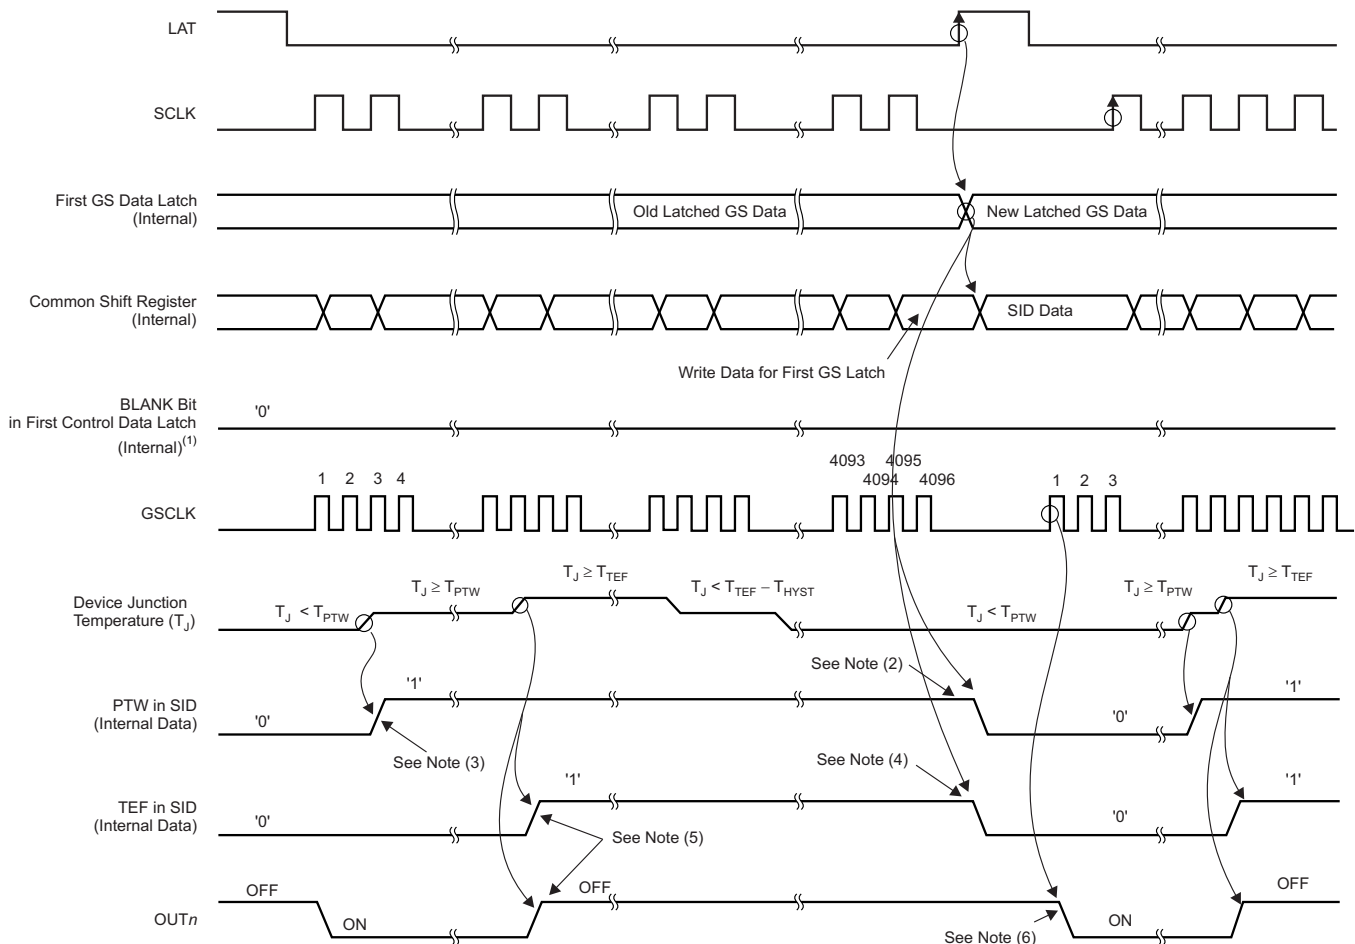 LAT
SCLK
First GS Data Latch
(Internal)
Old Latched GS Data
New Latched GS Data
Common Shift Register
(Internal)
SID Data
Write Data for First GS Latch
BLANK Bit
in First Control Data Latch
(Internal)(1)
'0'
4093 4095
1 2 3 4
4094 4096
1 2 3
GSCLK
Device Junction
Temperature (TJ)
TJ < TPTW
TJ ≥ TPTW
TJ ≥ TTEF
TJ < TTEF – THYST
TJ < TPTW
TJ ≥ TPTW
TJ ≥ TTEF
See Note (2)
PTW in SID
(Internal Data)
'0'
'1'
'0'
'1'
See Note (3)
See Note (4)
TEF in SID
(Internal Data)
'0'
'1'
'0'
'1'
See Note (5)
OUTn
OFF
ON
OFF
ON
OFF
See Note (6)